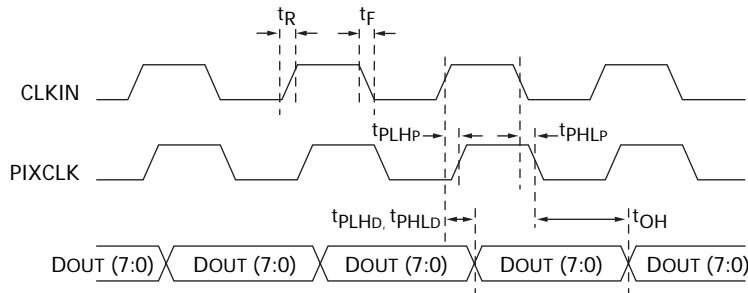 tR tF
CLKIN
tPLHP tPHLP
PIXCLK
tPLHD, tPHLD tOH
DOUT (7:0) DOUT (7:0) DOUT (7:0) DOUT (7:0) DOUT (7:0)